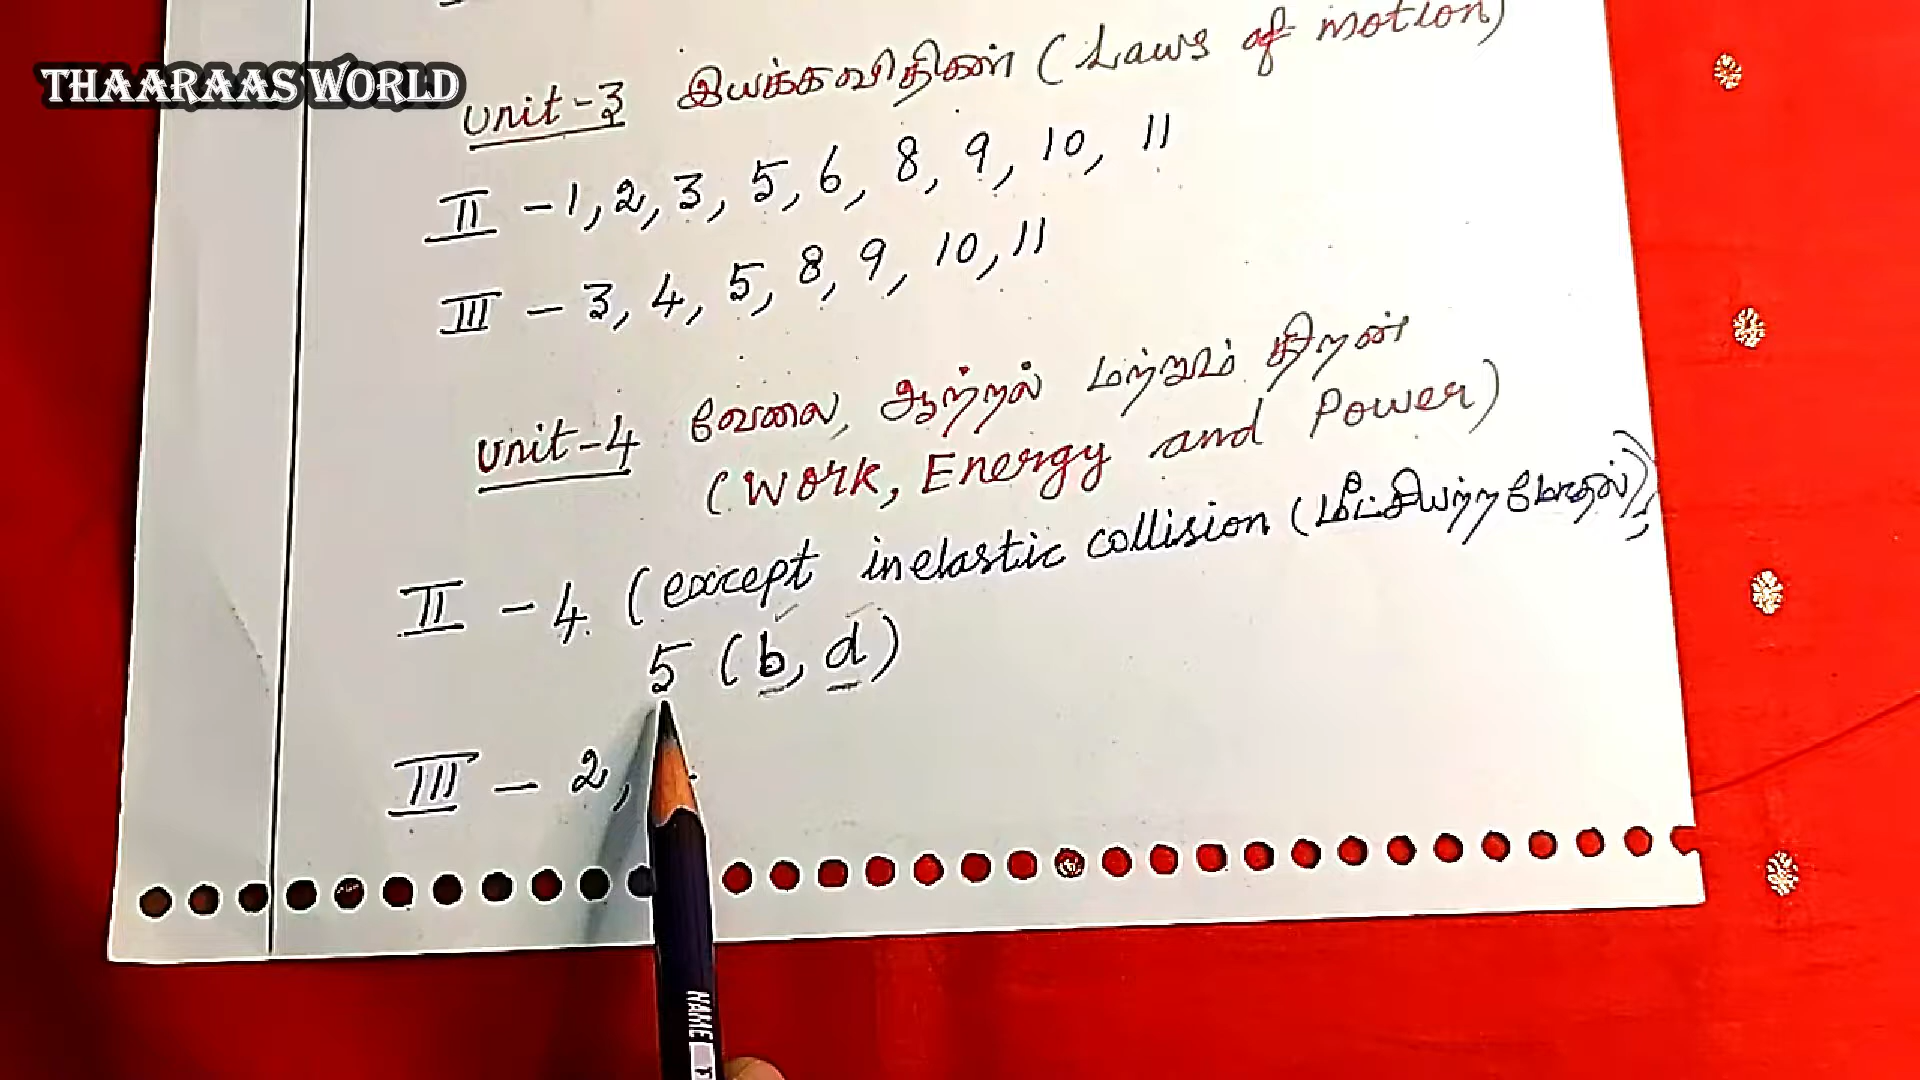 THAARAAS WORLD
Unit-3 இயக்கவிதிகள் (Laws of motion)
II - 1, 2, 3, 5, 6, 8, 9, 10, 11
III - 3, 4, 5, 8, 9, 10, 11
Unit-4 வேலை, ஆற்றல் மற்றும் திறன்
(Work, Energy and Power)
II - 4 (except inelastic collision (மீட்சியற்ற மோதல்)),
5 (b, d)
III - 2,
NAME